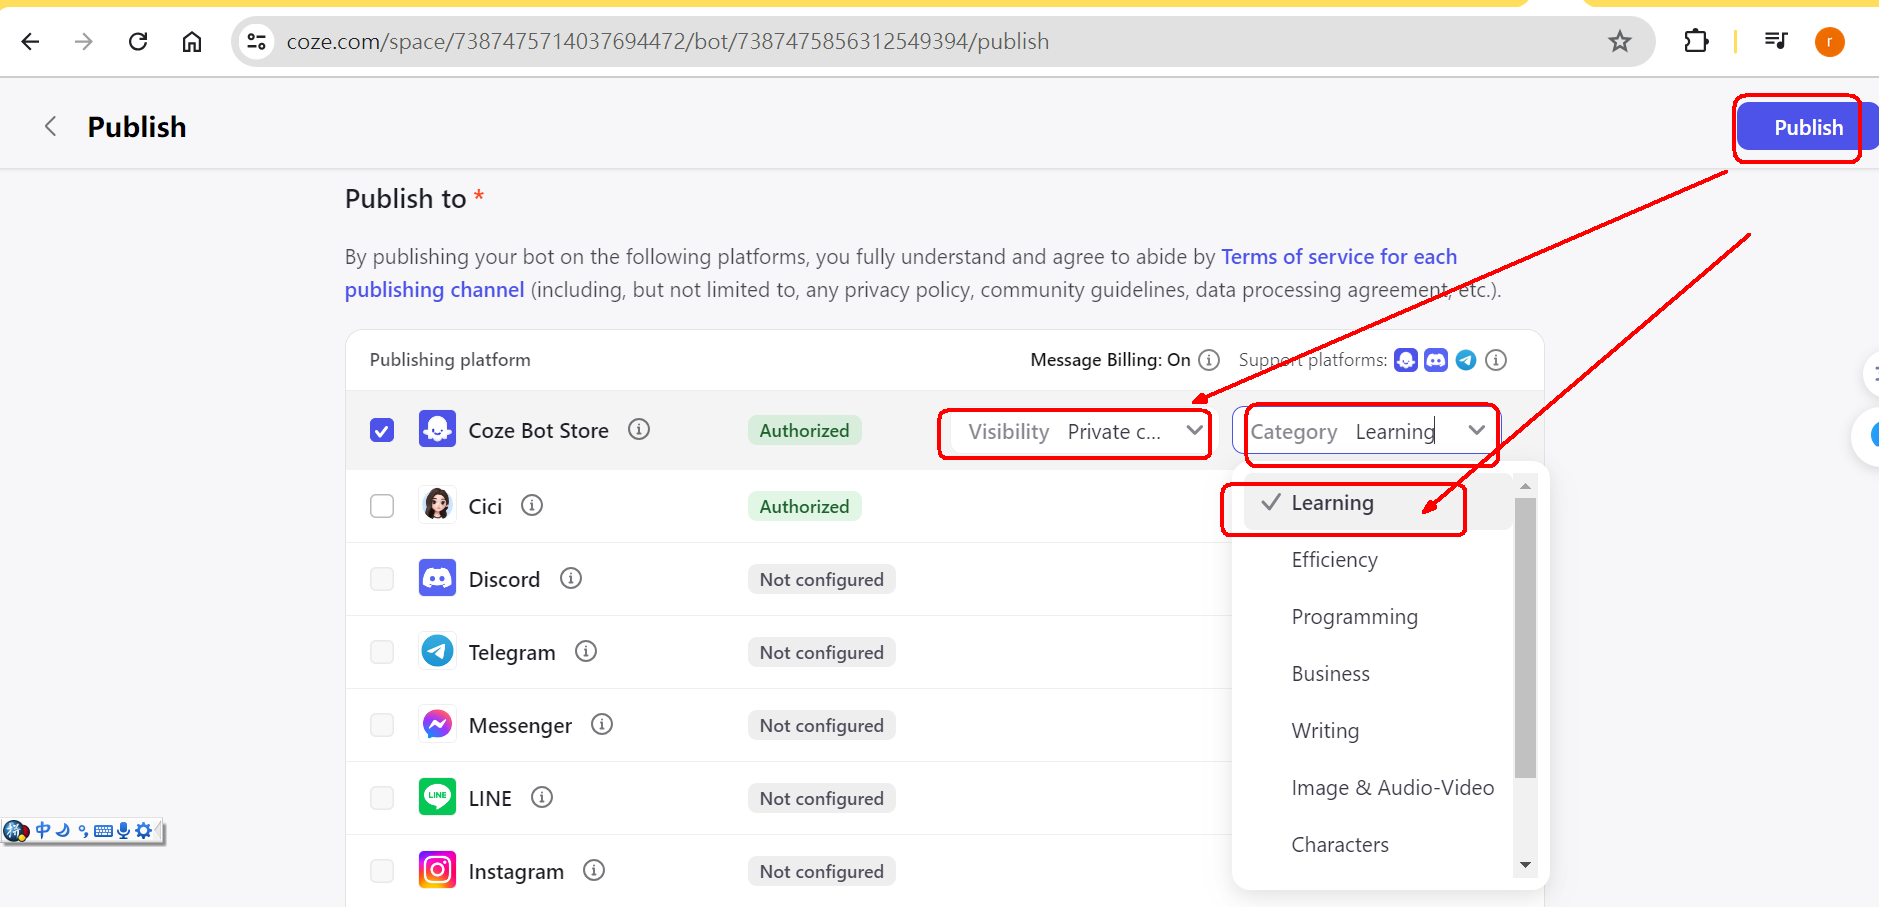 coze.com/space/7387475714037694472/bot/7387475856312549394/publish
r
Publish
Publish
Publish to *
By publishing your bot on the following platforms, you fully understand and agree to abide by Terms of service for each
publishing channel (including, but not limited to, any privacy policy, community guidelines, data processing agreement, etc.).
Publishing platform
Message Billing: On
Support platforms:
Coze Bot Store
Authorized
Visibility Private c...
Category Learning
Cici
Authorized
Learning
Discord
Not configured
Efficiency
Programming
Telegram
Not configured
Business
Messenger
Not configured
Writing
LINE
LINE
Not configured
Image & Audio-Video
中
Characters
Instagram
Not configured